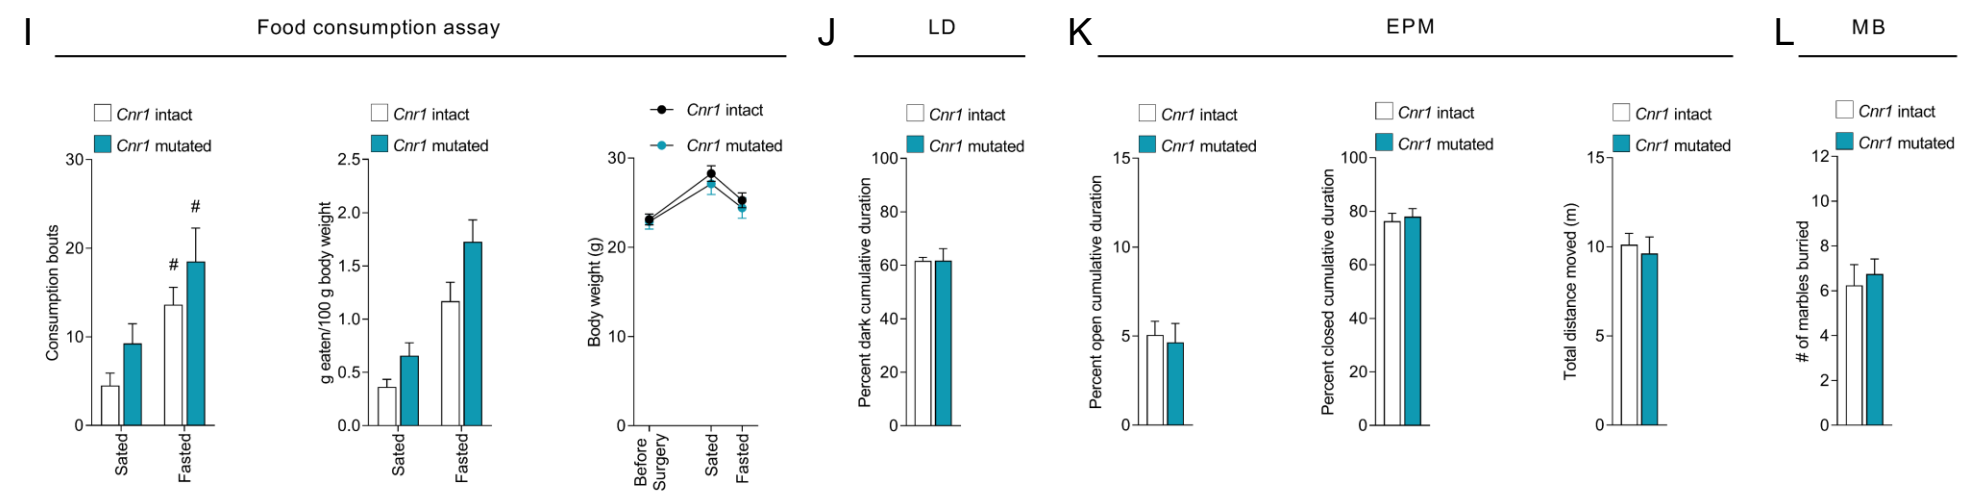 I
Food consumption assay
Cnr1 intact
Cnr1 mutated
Consumption bouts
30
20
10
0
#
#
Sated
Fasted
Cnr1 intact
Cnr1 mutated
g eaten/100 g body weight
2.5
2.0
1.5
1.0
0.5
0.0
Sated
Fasted
Cnr1 intact
Cnr1 mutated
Body weight (g)
30
20
10
0
Before
Surgery
Sated
Fasted
J
LD
Cnr1 intact
Cnr1 mutated
Percent dark cumulative duration
100
80
60
40
20
0
K
EPM
Cnr1 intact
Cnr1 mutated
Percent open cumulative duration
15
10
5
0
Cnr1 intact
Cnr1 mutated
Percent closed cumulative duration
100
80
60
40
20
0
Cnr1 intact
Cnr1 mutated
Total distance moved (m)
15
10
5
0
L
MB
Cnr1 intact
Cnr1 mutated
# of marbles burried
12
10
8
6
4
2
0